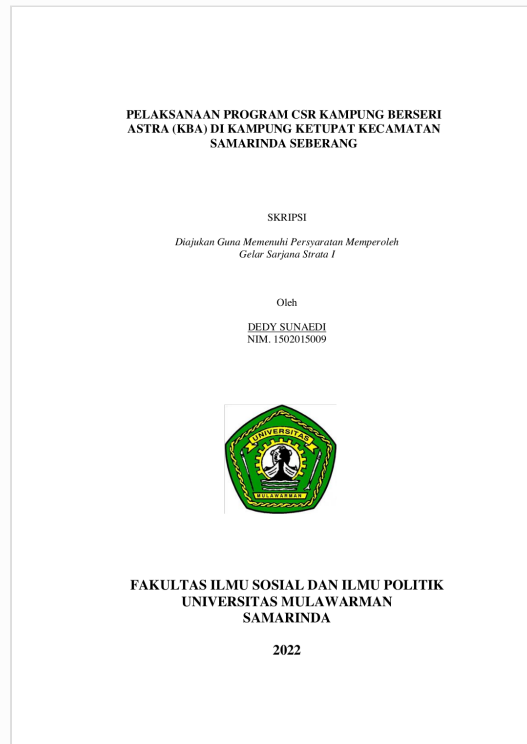 PELAKSANAAN PROGRAM CSR KAMPUNG BERSERI
ASTRA (KBA) DI KAMPUNG KETUPAT KECAMATAN
SAMARINDA SEBERANG
SKRIPSI
Diajukan Guna Memenuhi Persyaratan Memperoleh
Gelar Sarjana Strata I
Oleh
DEDY SUNAEDI
NIM. 1502015009
UNIVERSITAS
MULAWARMAN
FAKULTAS ILMU SOSIAL DAN ILMU POLITIK
UNIVERSITAS MULAWARMAN
SAMARINDA
2022